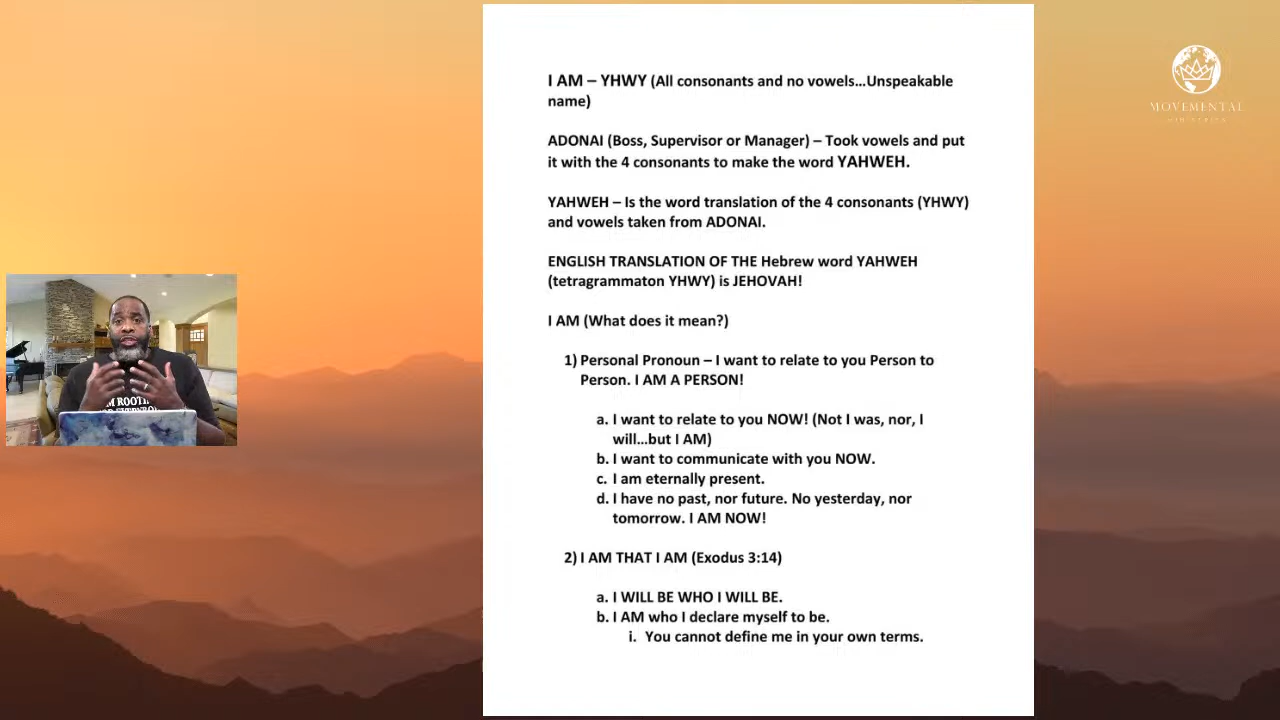 I AM – YHWY (All consonants and no vowels…Unspeakable
name)
ADONAI (Boss, Supervisor or Manager) – Took vowels and put
it with the 4 consonants to make the word YAHWEH.
YAHWEH – Is the word translation of the 4 consonants (YHWY)
and vowels taken from ADONAI.
ENGLISH TRANSLATION OF THE Hebrew word YAHWEH
(tetragrammaton YHWY) is JEHOVAH!
I AM (What does it mean?)
1) Personal Pronoun – I want to relate to you Person to
Person. I AM A PERSON!
a. I want to relate to you NOW! (Not I was, nor, I
will…but I AM)
b. I want to communicate with you NOW.
c. I am eternally present.
d. I have no past, nor future. No yesterday, nor
tomorrow. I AM NOW!
2) I AM THAT I AM (Exodus 3:14)
a. I WILL BE WHO I WILL BE.
b. I AM who I declare myself to be.
i. You cannot define me in your own terms.
MOVEMENTAL
MINISTRIES